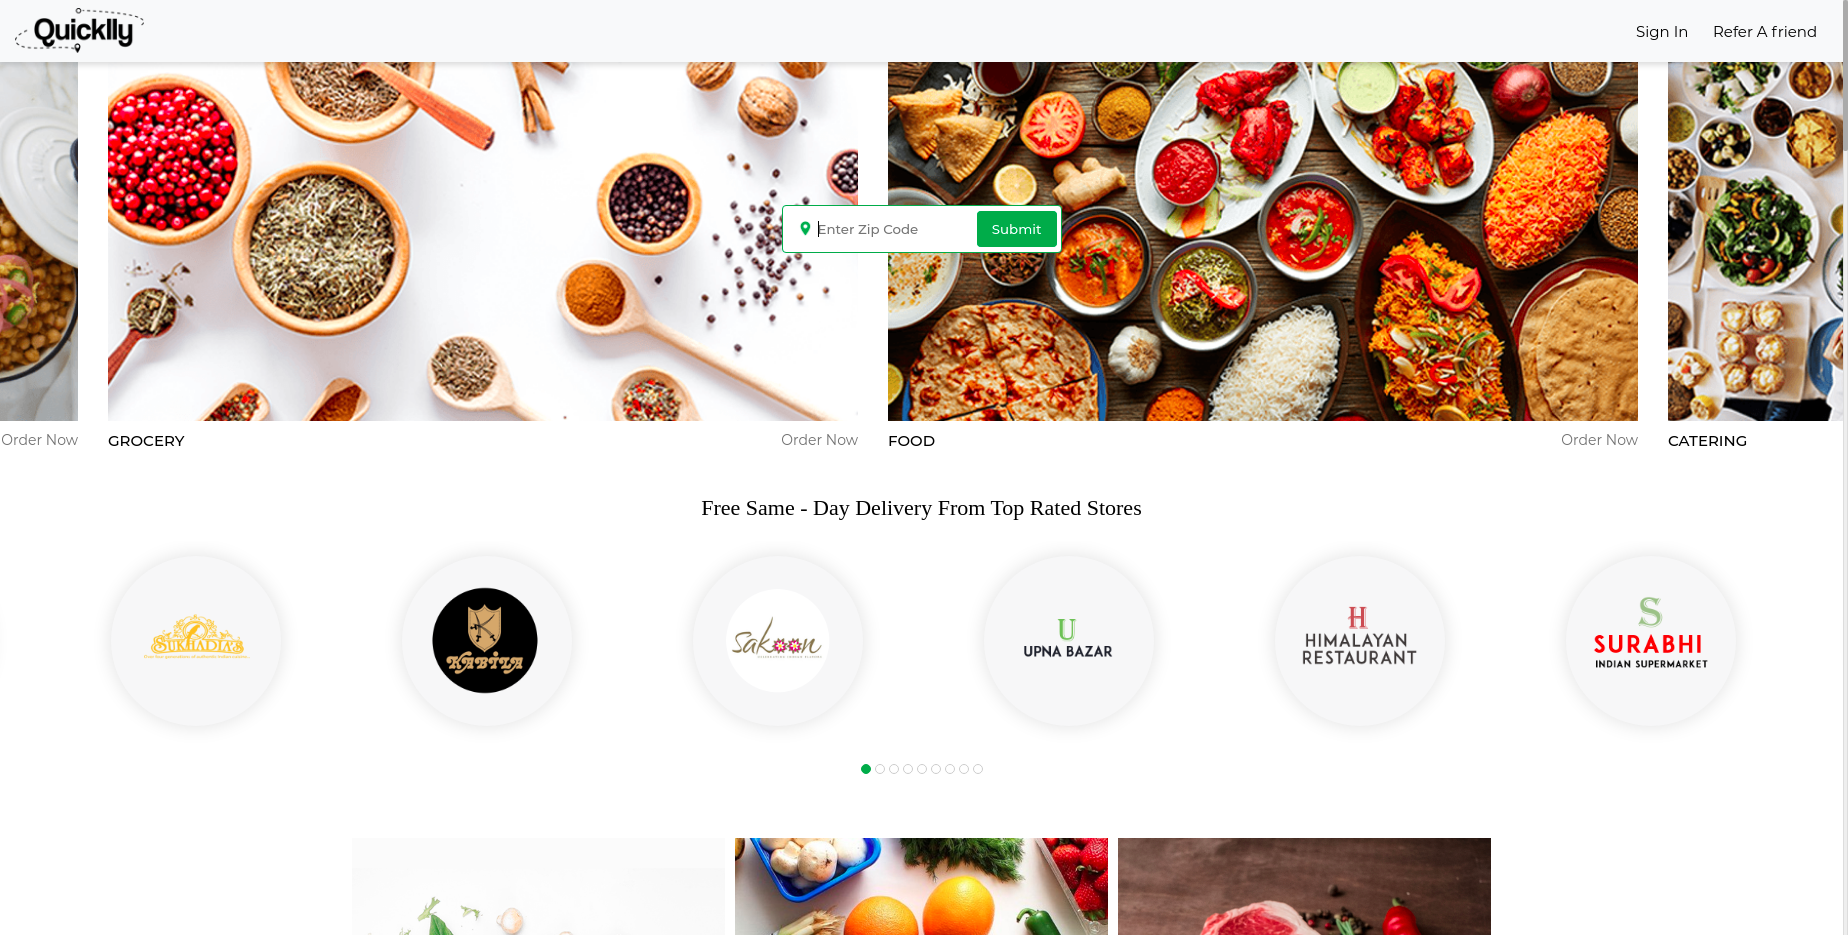 Quicklly
Sign In
Refer A friend
Enter Zip Code
Submit
Order Now
GROCERY
Order Now
FOOD
Order Now
CATERING
Free Same - Day Delivery From Top Rated Stores
SUKHADIA'S
KABILA
Sakoon
U
UPNA BAZAR
H
HIMALAYAN
RESTAURANT
S
SURABHI
INDIAN SUPERMARKET